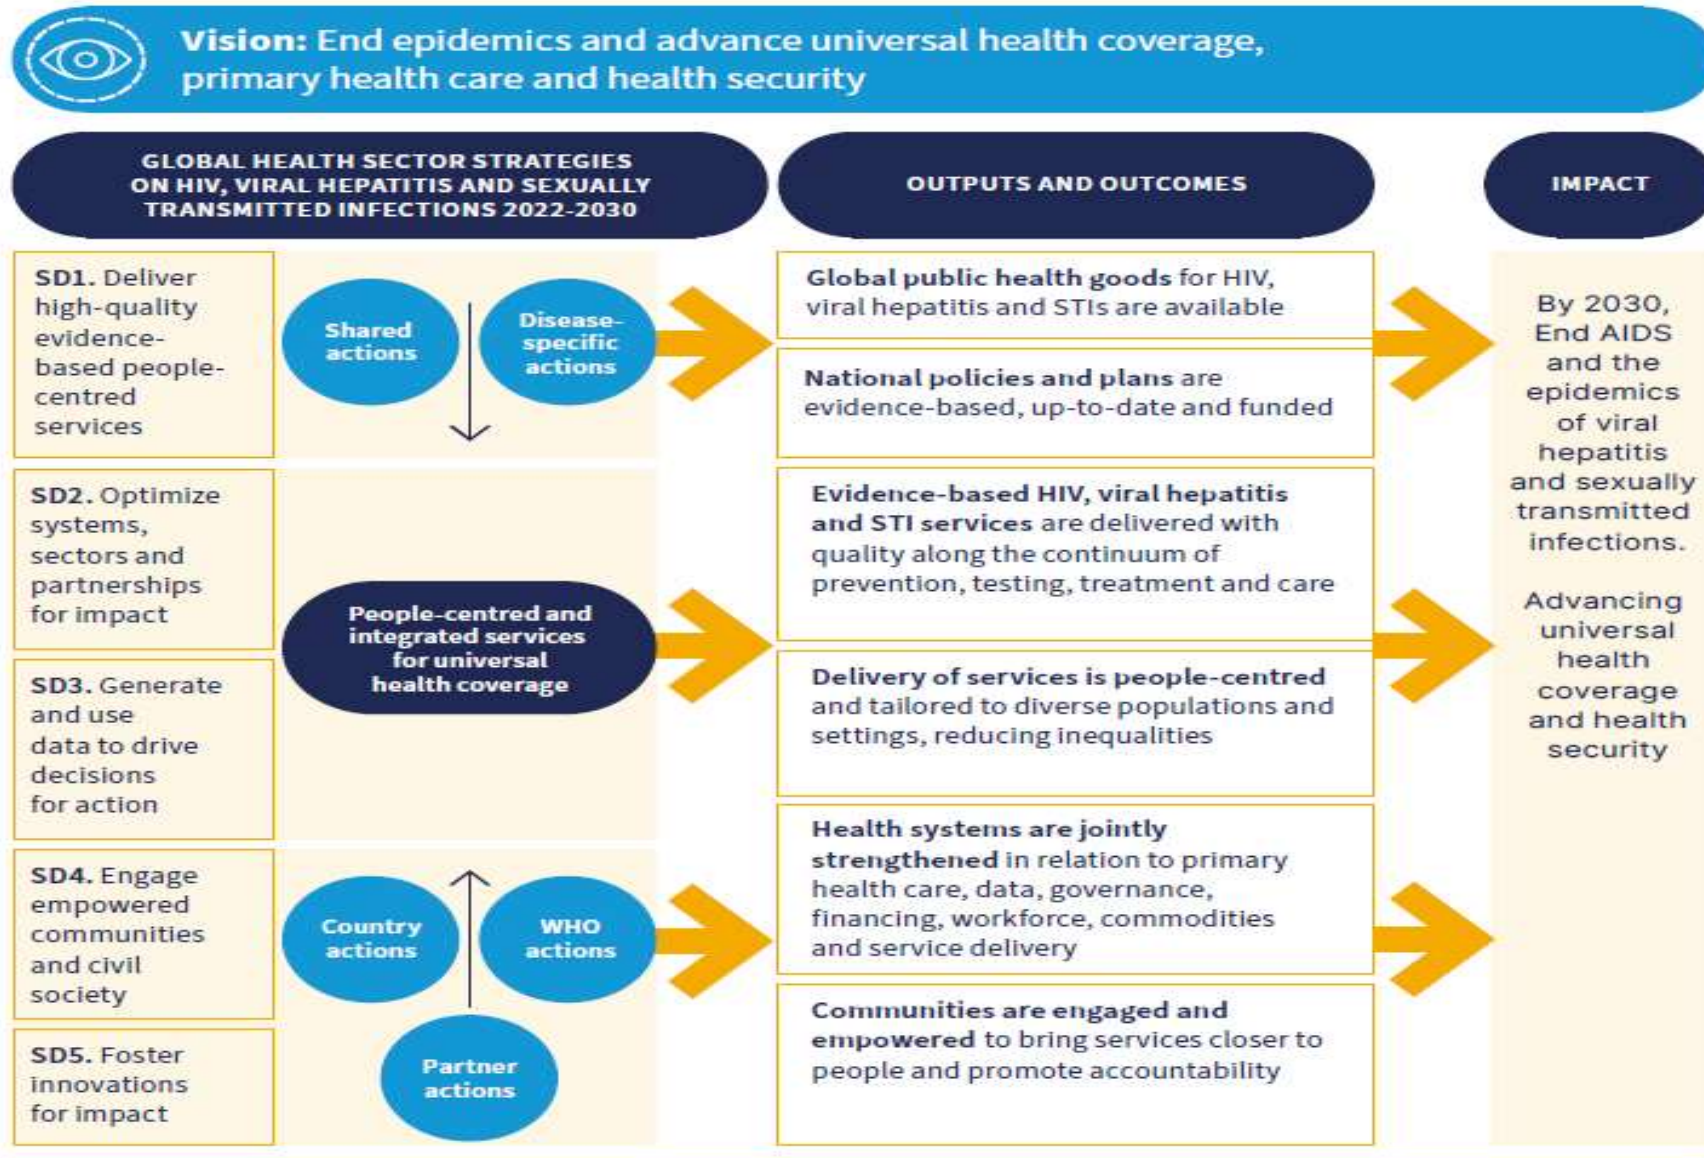 Vision: End epidemics and advance universal health coverage,
primary health care and health security
GLOBAL HEALTH SECTOR STRATEGIES
ON HIV, VIRAL HEPATITIS AND SEXUALLY
TRANSMITTED INFECTIONS 2022-2030
OUTPUTS AND OUTCOMES
IMPACT
SD1. Deliver
high-quality
evidence-
based people-
centred
services
SD2. Optimize
systems,
sectors and
partnerships
for impact
SD3. Generate
and use
data to drive
decisions
for action
SD4. Engage
empowered
communities
and civil
society
SD5. Foster
innovations
for impact
Shared
actions
Disease-
specific
actions
People-centred and
integrated services
for universal
health coverage
Country
actions
WHO
actions
Partner
actions
Global public health goods for HIV,
viral hepatitis and STIs are available
National policies and plans are
evidence-based, up-to-date and funded
Evidence-based HIV, viral hepatitis
and STI services are delivered with
quality along the continuum of
prevention, testing, treatment and care
Delivery of services is people-centred
and tailored to diverse populations and
settings, reducing inequalities
Health systems are jointly
strengthened in relation to primary
health care, data, governance,
financing, workforce, commodities
and service delivery
Communities are engaged and
empowered to bring services closer to
people and promote accountability
By 2030,
End AIDS
and the
epidemics
of viral
hepatitis
and sexually
transmitted
infections.
Advancing
universal
health
coverage
and health
security